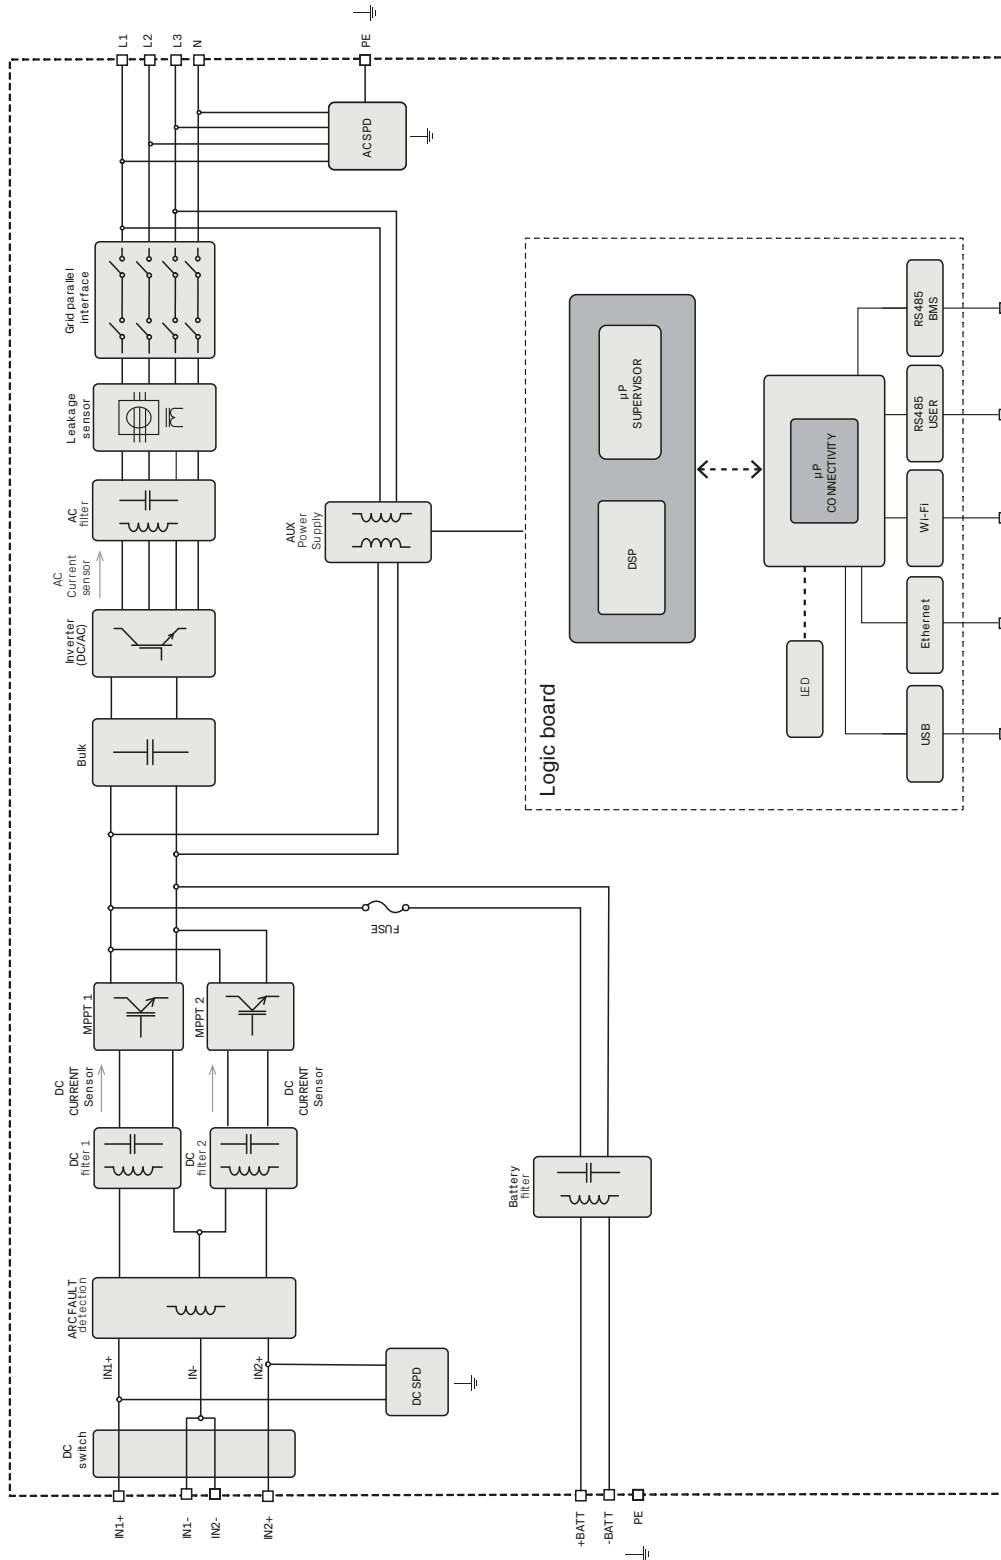 L1
L2
L3
N
PE
AC SPD
Grid parallel
interface
Leakage
sensor
AC
filter
AC
Current
sensor
Inverter
(DC/AC)
Bulk
AUX
Power
Supply
µP
SUPERVISOR
DSP
µP
CONNECTIVITY
LED
RS485
BMS
RS485
USER
Wi-Fi
Ethernet
USB
Logic board
FUSE
MPPT 1
MPPT 2
DC
CURRENT
Sensor
DC
CURRENT
Sensor
DC
filter 1
DC
filter 2
Battery
filter
ARC FAULT
detection
IN1+
IN-
IN2+
DC SPD
DC
switch
IN1+
IN1-
IN2-
IN2+
+BATT
-BATT
PE